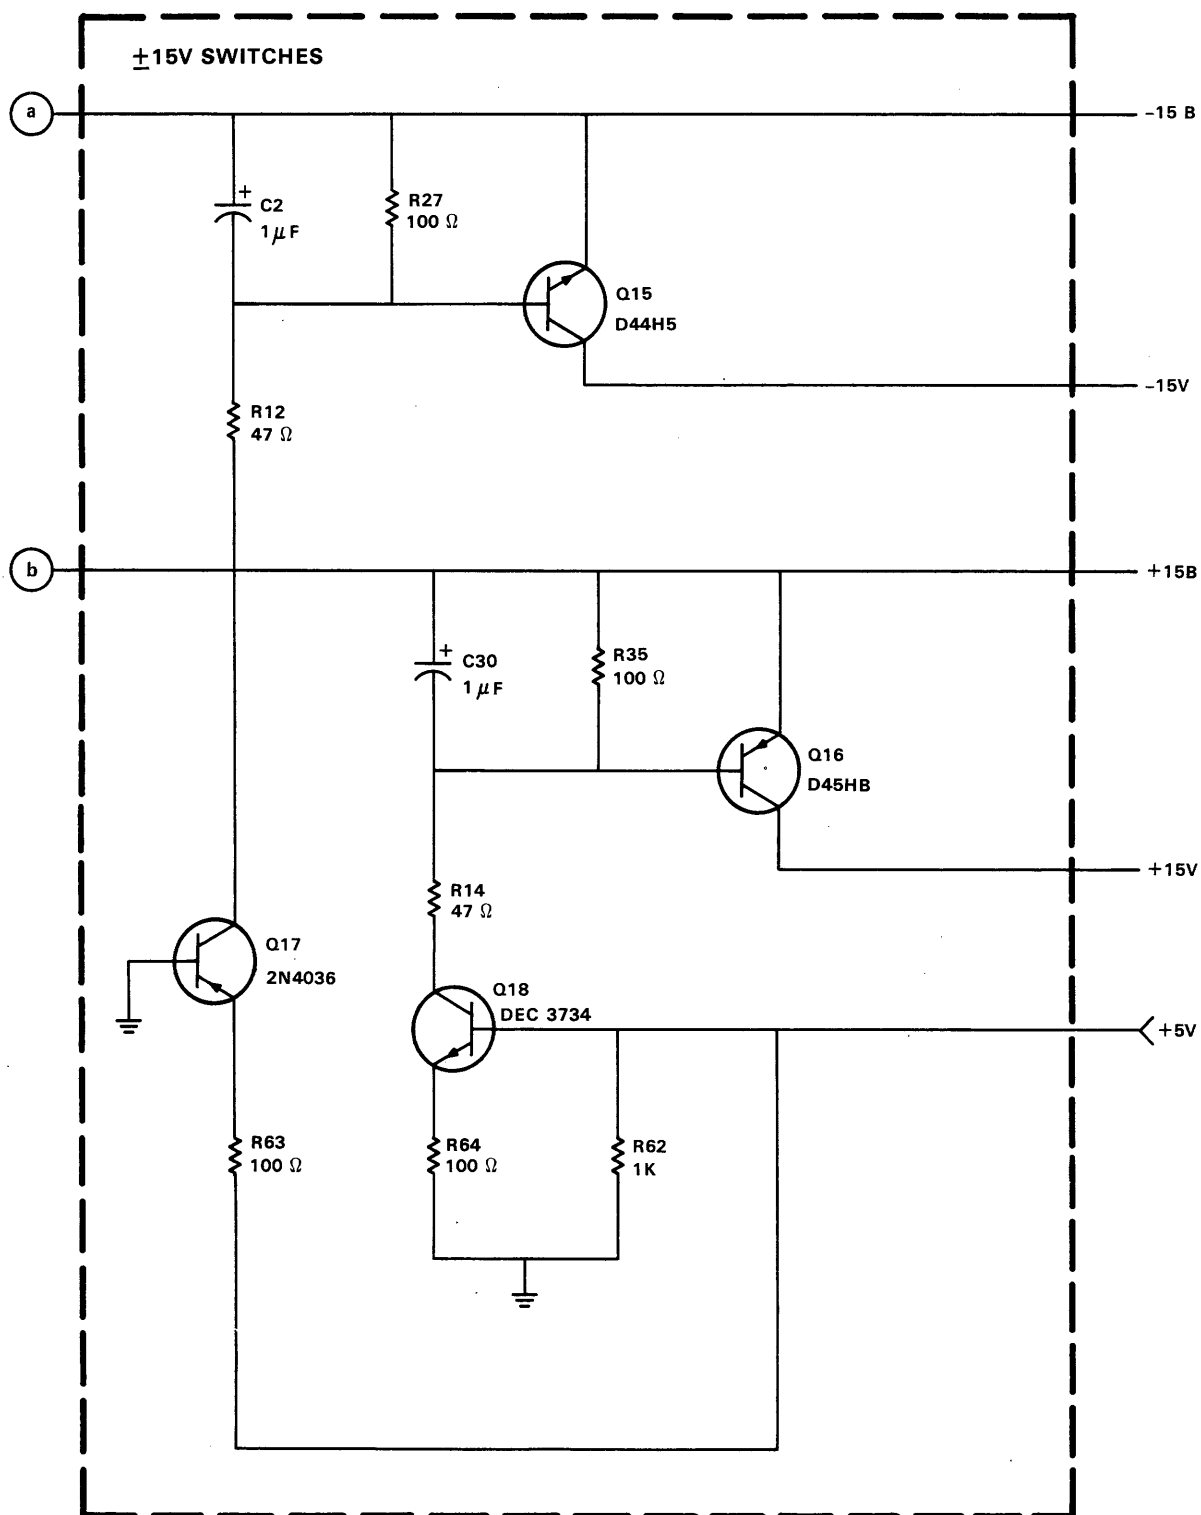 ±15V SWITCHES
a
-15 B
+
C2
1μF
R27
100 Ω
Q15
D44H5
-15V
R12
47 Ω
b
+15B
+
C30
1μF
R35
100 Ω
Q16
D45HB
+15V
R14
47 Ω
Q17
2N4036
Q18
DEC 3734
+5V
R63
100 Ω
R64
100 Ω
R62
1K